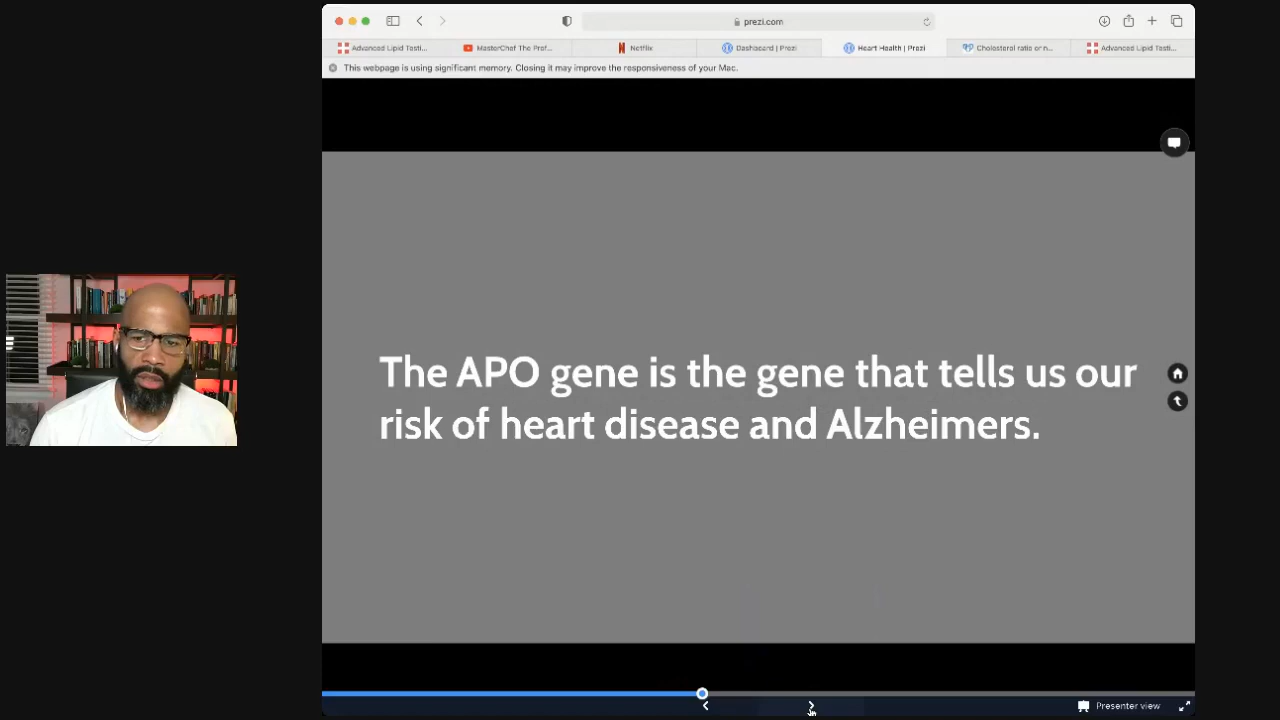 prezi.com
Advanced Lipid Testi...
MasterChef The Prof...
Netflix
Dashboard | Prezi
Heart Health | Prezi
Cholesterol ratio or n...
Advanced Lipid Testi...
This webpage is using significant memory. Closing it may improve the responsiveness of your Mac.
The APO gene is the gene that tells us our
risk of heart disease and Alzheimers.
Presenter view